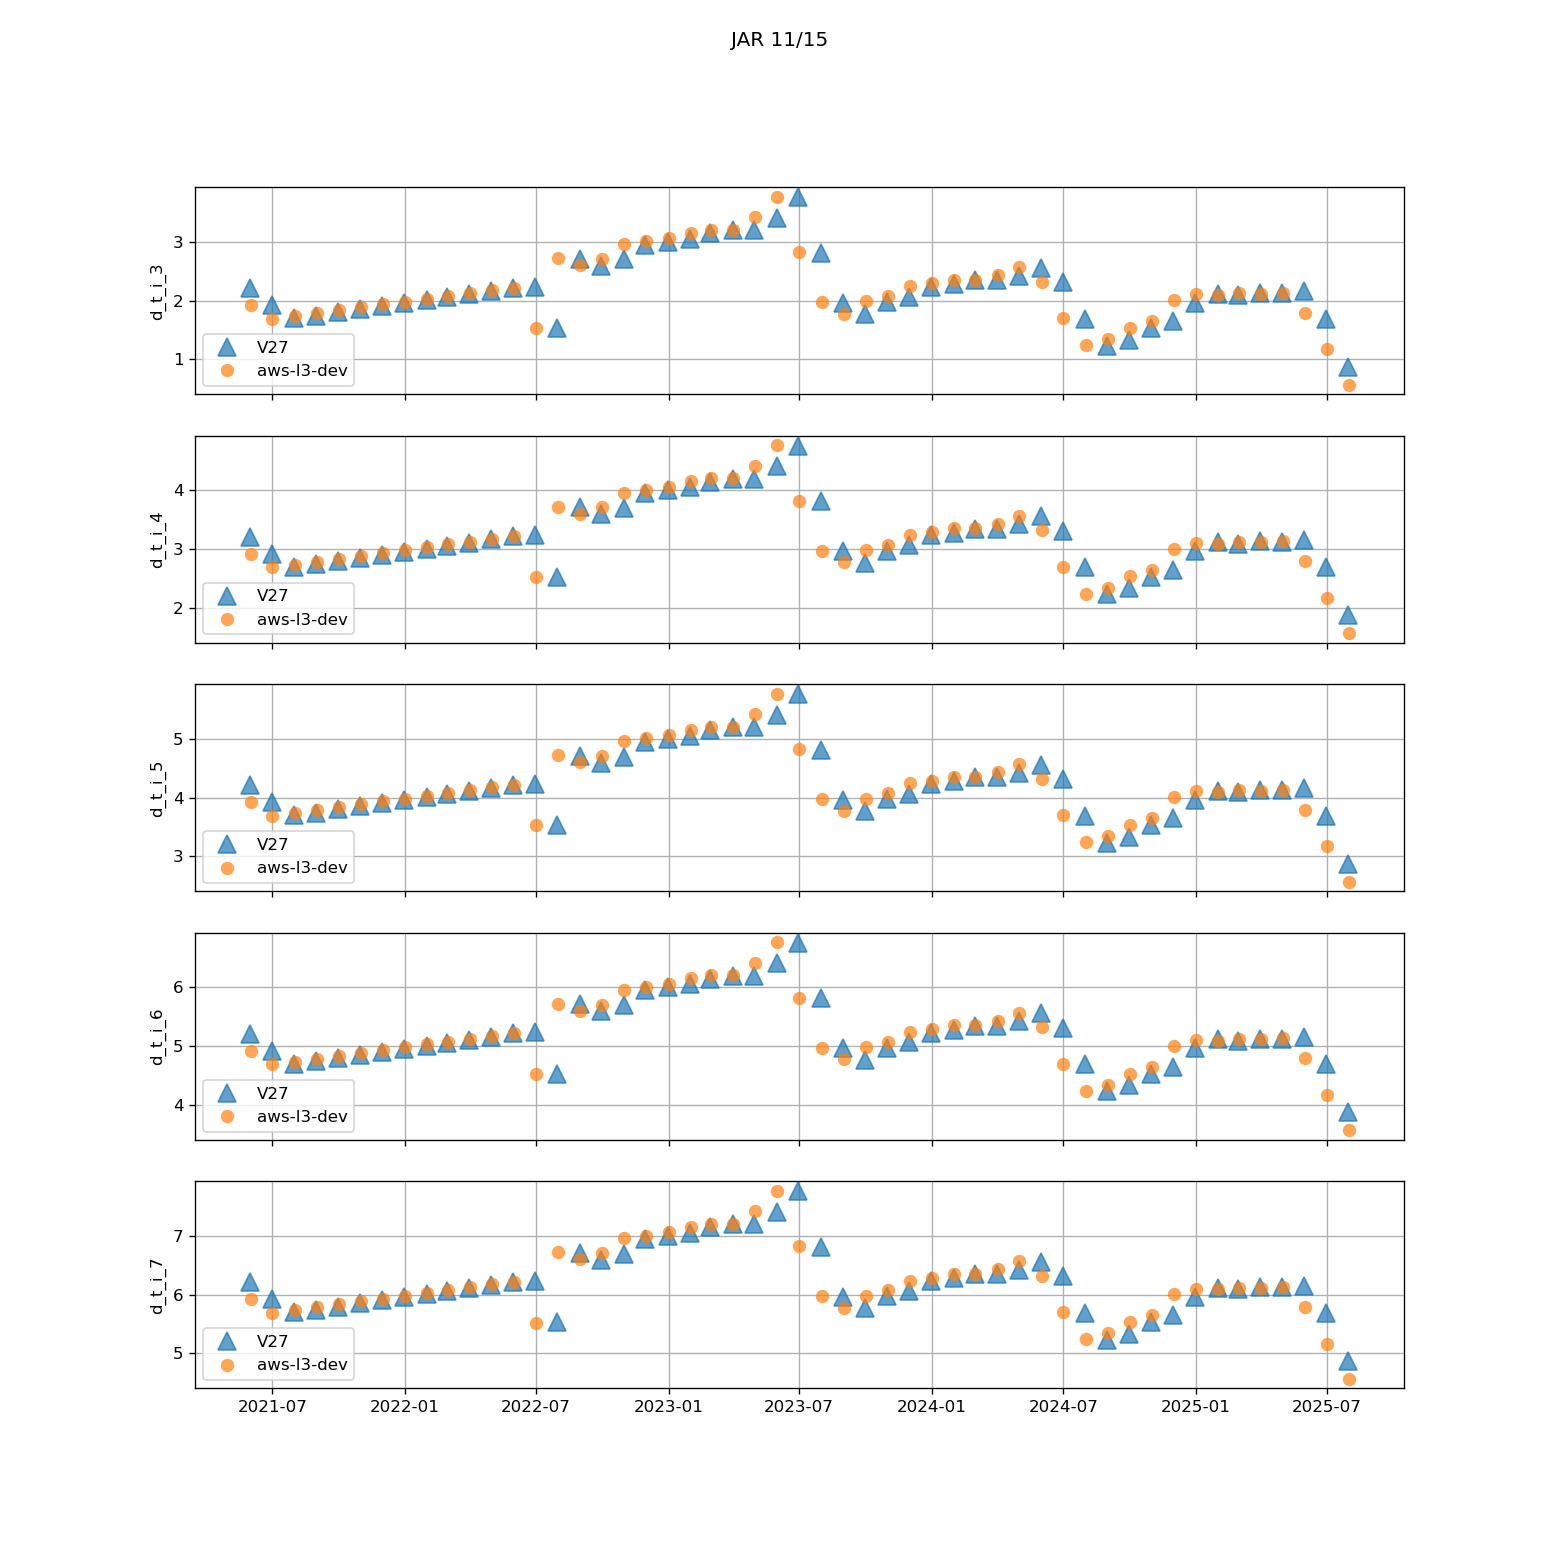 JAR 11/15
d_t_i_3
3
2
1
V27
aws-l3-dev
d_t_i_4
4
3
2
V27
aws-l3-dev
d_t_i_5
5
4
3
V27
aws-l3-dev
d_t_i_6
6
5
4
V27
aws-l3-dev
d_t_i_7
7
6
5
V27
aws-l3-dev
2021-07 2022-01 2022-07 2023-01 2023-07 2024-01 2024-07 2025-01 2025-07